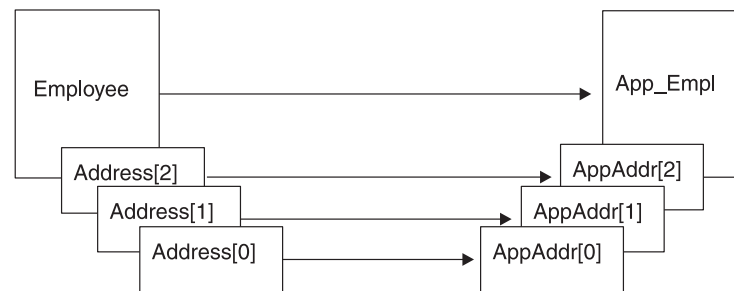 Employee
App_Empl
Address[2]
AppAddr[2]
Address[1]
AppAddr[1]
Address[0]
AppAddr[0]